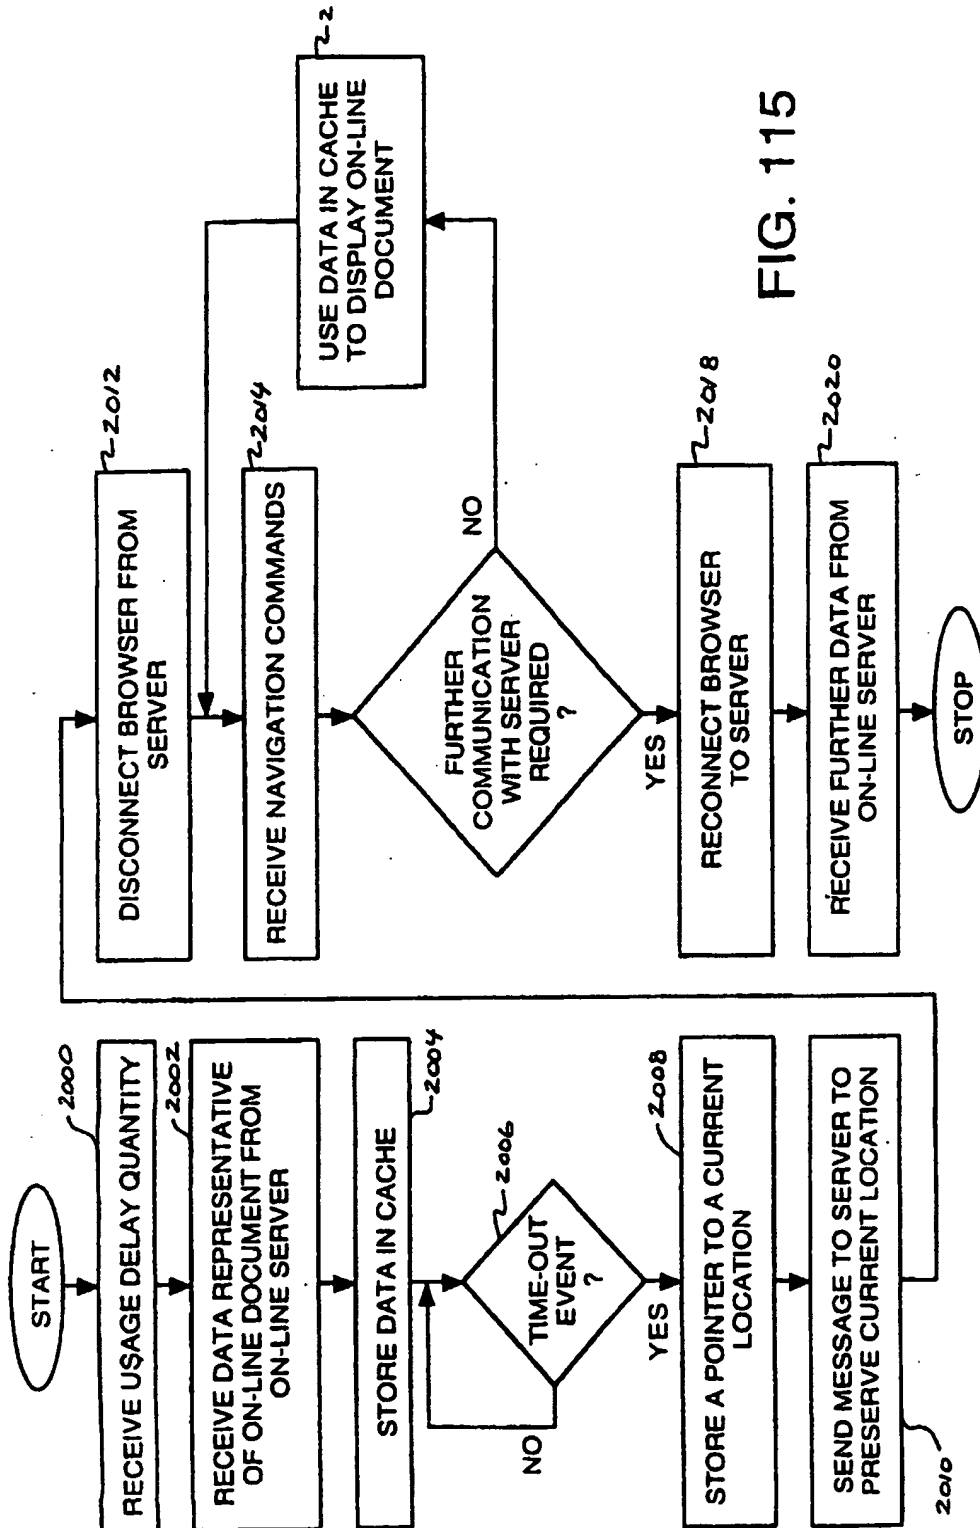 START
2000
RECEIVE USAGE DELAY QUANTITY
2002
RECEIVE DATA REPRESENTATIVE
OF ON-LINE DOCUMENT FROM
ON-LINE SERVER
2004
STORE DATA IN CACHE
2006
TIME-OUT
EVENT
?
NO
YES
2008
STORE A POINTER TO A CURRENT
LOCATION
SEND MESSAGE TO SERVER TO
PRESERVE CURRENT LOCATION
2010
2012
DISCONNECT BROWSER FROM
SERVER
2014
RECEIVE NAVIGATION COMMANDS
FURTHER
COMMUNICATION
WITH SERVER
REQUIRED
?
NO
22
USE DATA IN CACHE
TO DISPLAY ON-LINE
DOCUMENT
YES
2018
RECONNECT BROWSER
TO SERVER
2020
RECEIVE FURTHER DATA FROM
ON-LINE SERVER
STOP
FIG. 115